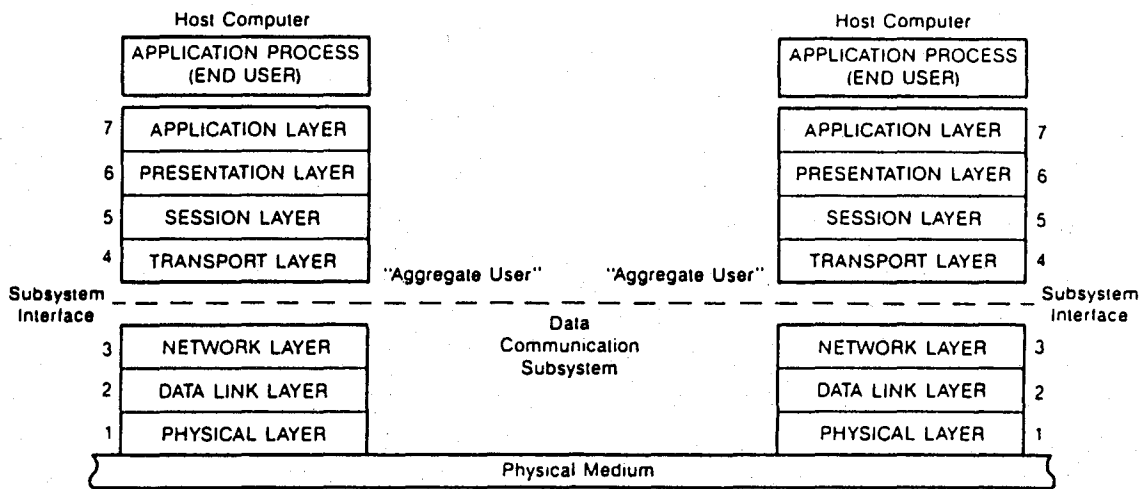 Host Computer
Host Computer
APPLICATION PROCESS
(END USER)
APPLICATION PROCESS
(END USER)
7 APPLICATION LAYER
APPLICATION LAYER 7
6 PRESENTATION LAYER
PRESENTATION LAYER 6
5 SESSION LAYER
SESSION LAYER 5
4 TRANSPORT LAYER
TRANSPORT LAYER 4
"Aggregate User"
"Aggregate User"
Subsystem
Interface
Subsystem
Interface
Data
Communication
Subsystem
3 NETWORK LAYER
NETWORK LAYER 3
2 DATA LINK LAYER
DATA LINK LAYER 2
1 PHYSICAL LAYER
PHYSICAL LAYER 1
Physical Medium